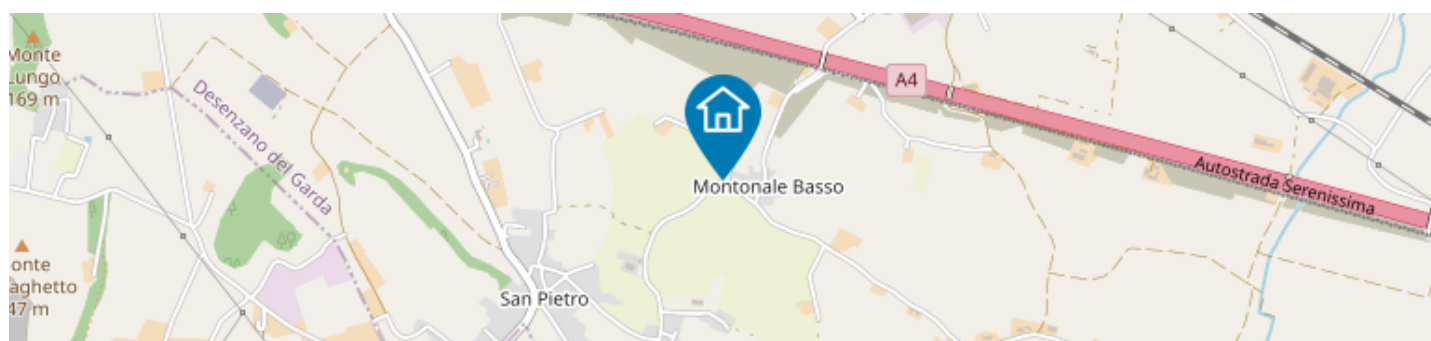 Monte
Lungo
169 m
Desenzano del Garda
A4
Montonale Basso
Autostrada Serenissima
onte
aghetto
47 m
San Pietro